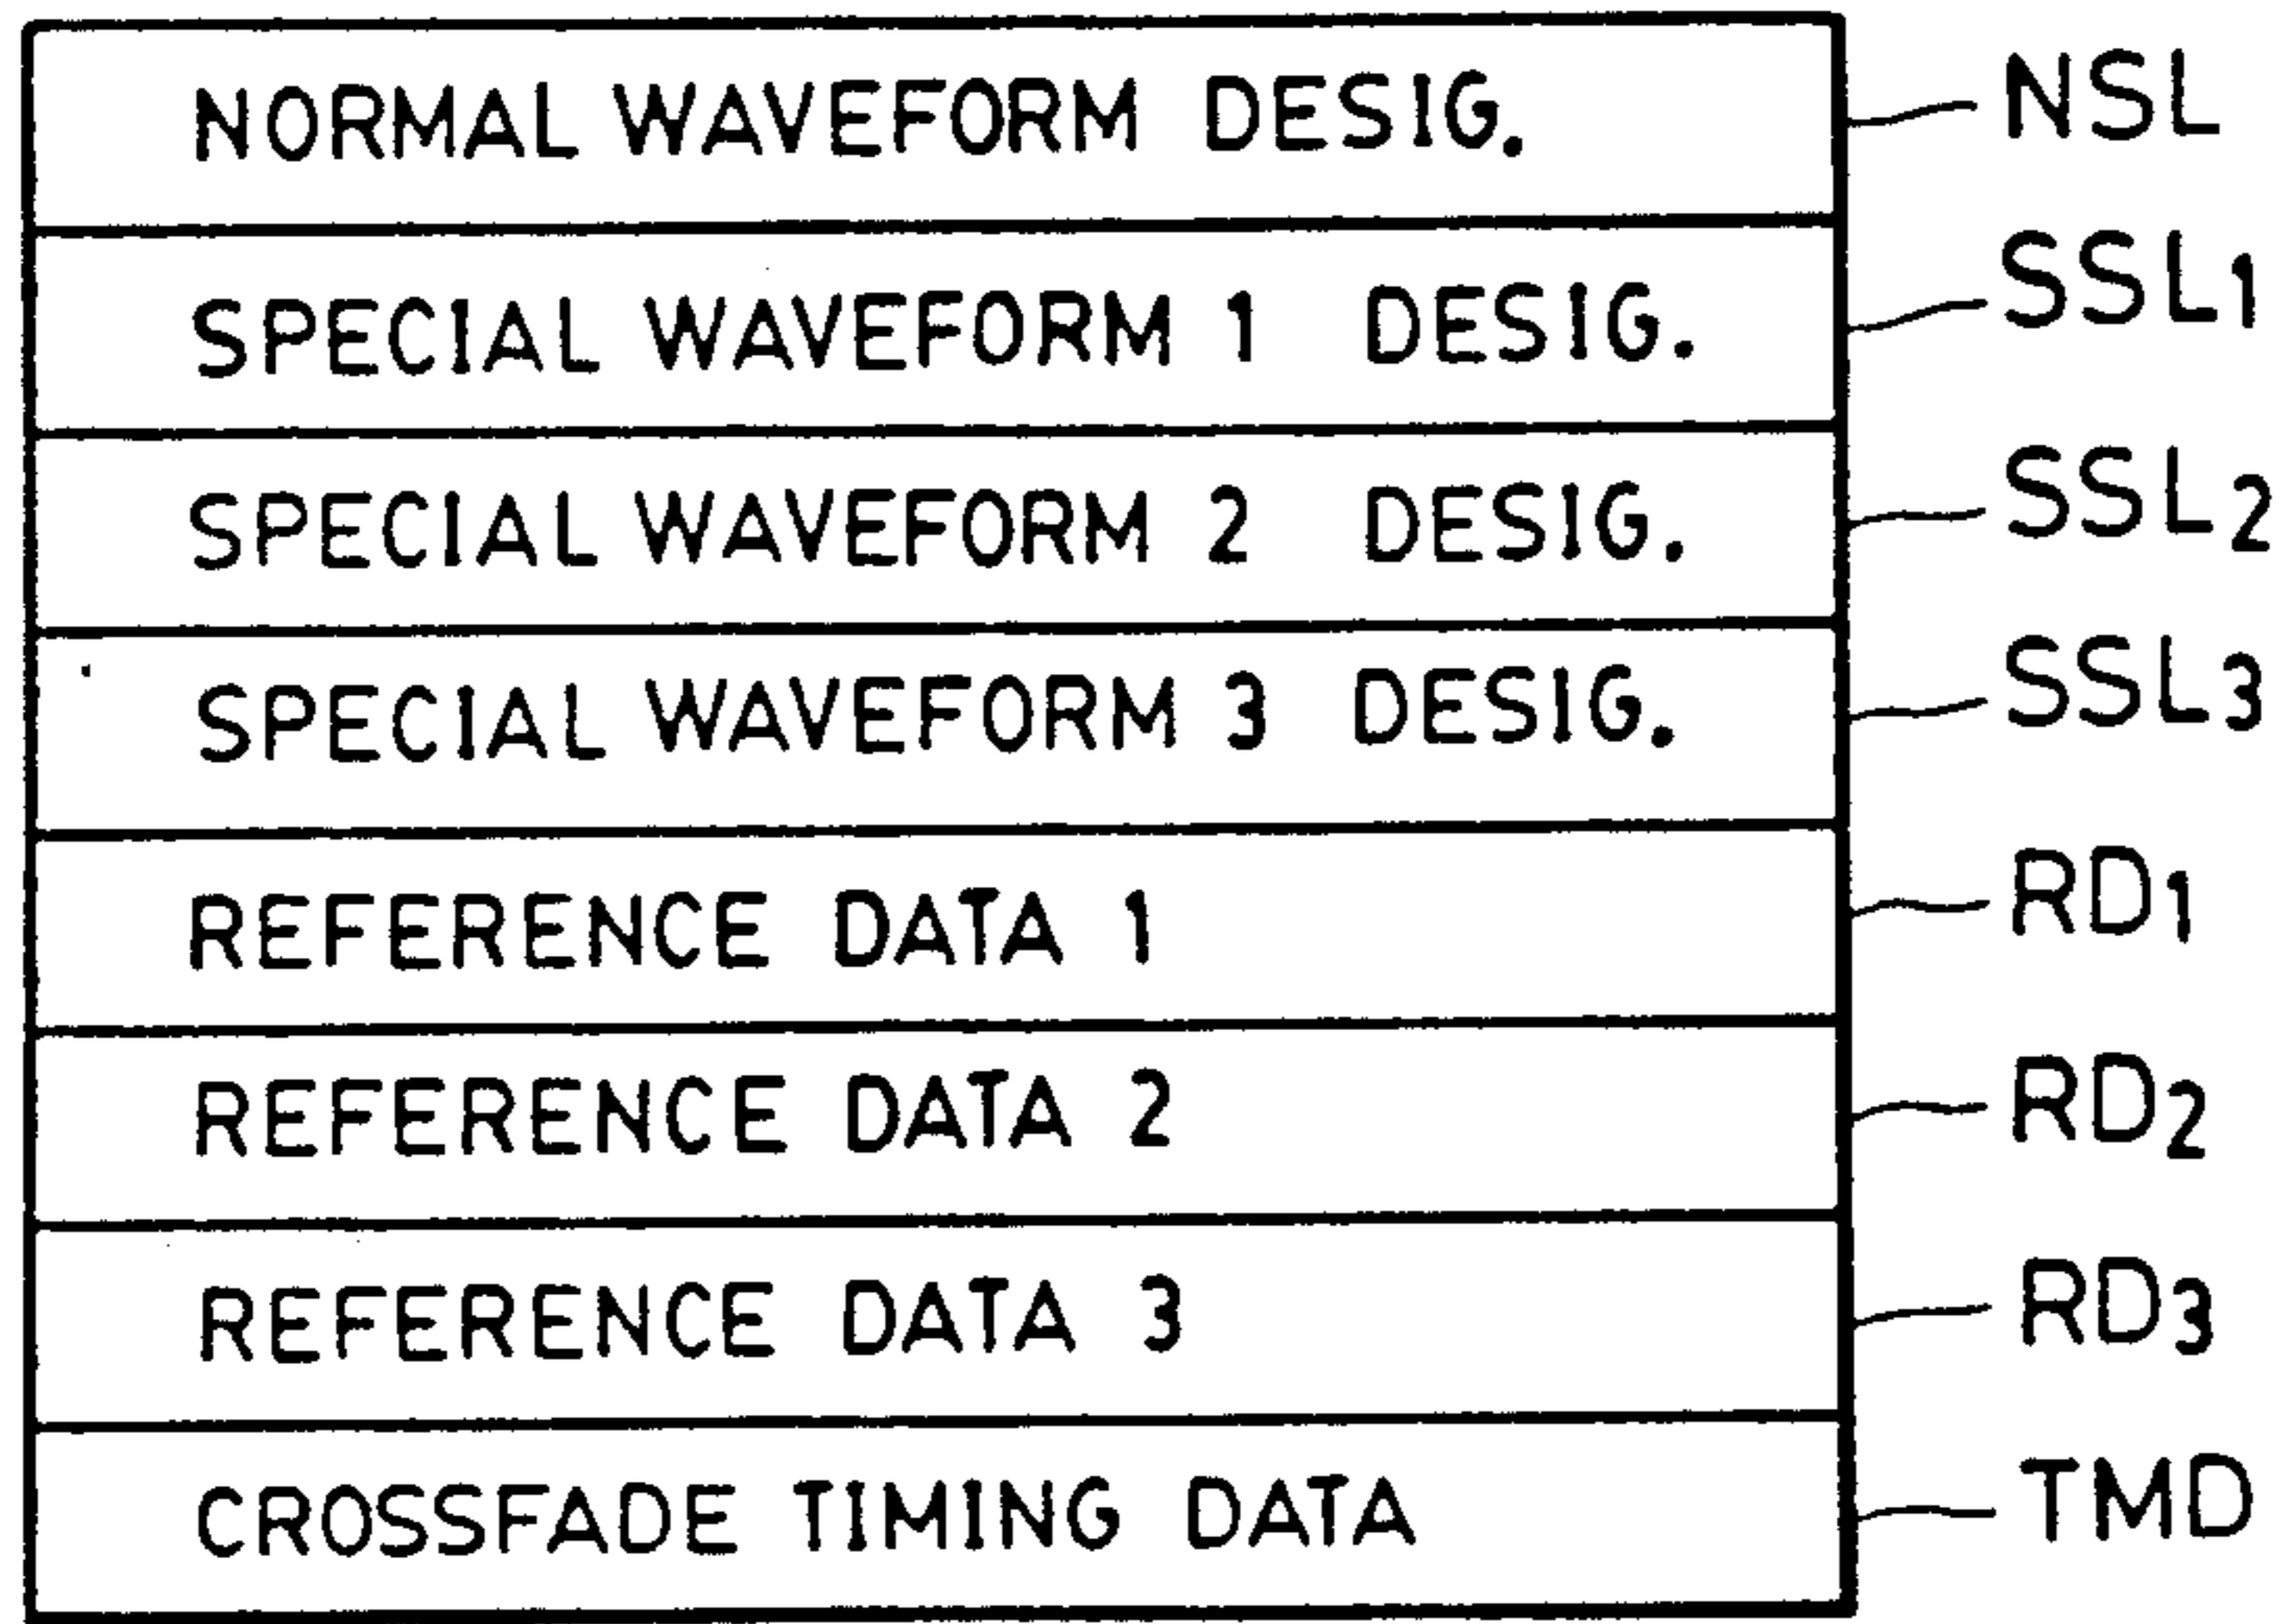 NORMAL WAVEFORM DESIG. NSL
SPECIAL WAVEFORM 1 DESIG. SSL1
SPECIAL WAVEFORM 2 DESIG. SSL2
SPECIAL WAVEFORM 3 DESIG. SSL3
REFERENCE DATA 1 RD1
REFERENCE DATA 2 RD2
REFERENCE DATA 3 RD3
CROSSFADE TIMING DATA TMD